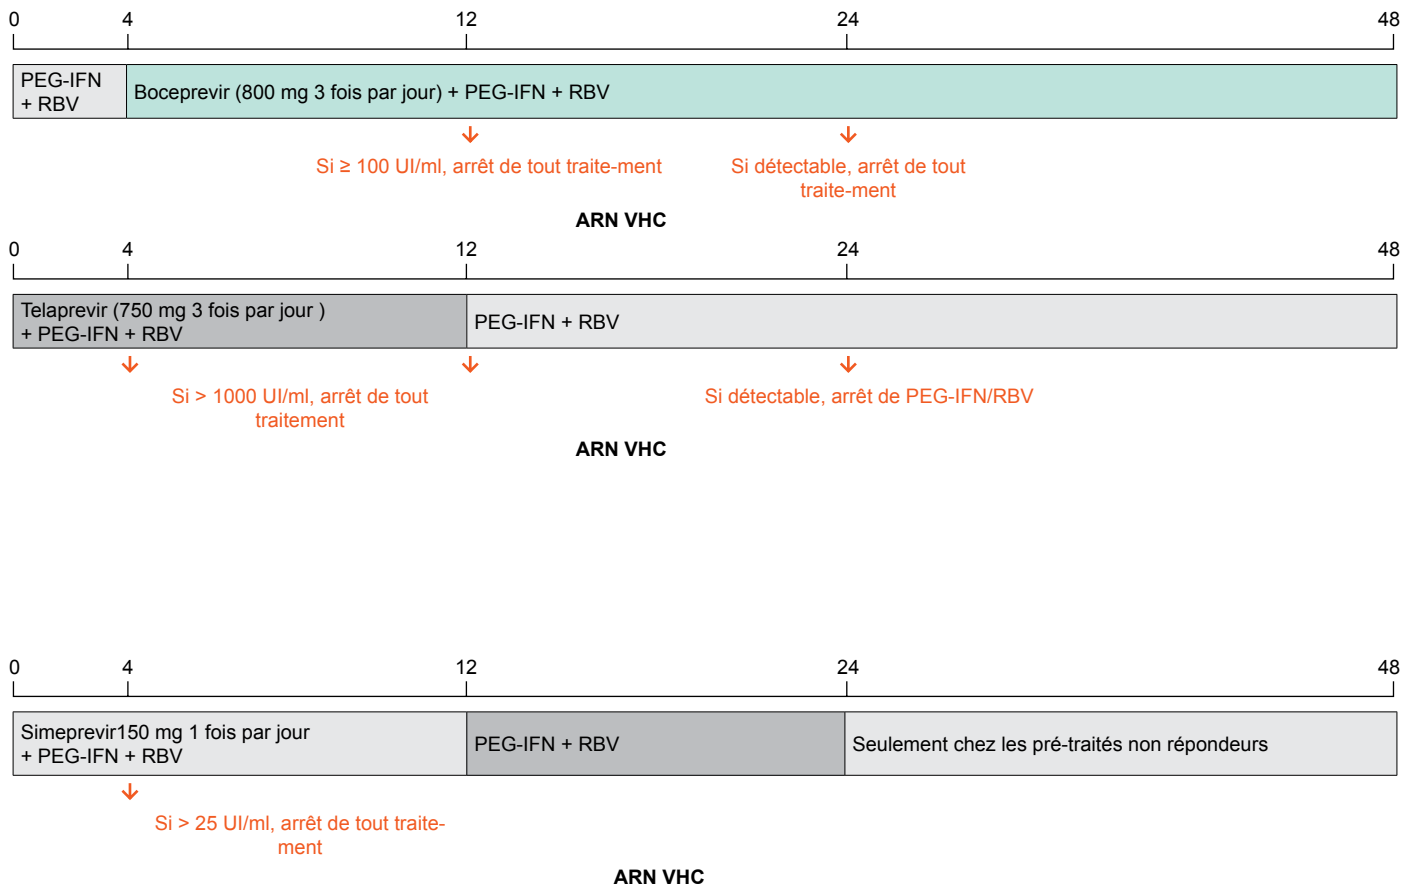 0 4 12 24 48
PEG-IFN
+ RBV
Boceprevir (800 mg 3 fois par jour) + PEG-IFN + RBV
Si ≥ 100 UI/ml, arrêt de tout traite-ment
Si détectable, arrêt de tout
traite-ment
ARN VHC
0 4 12 24 48
Telaprevir (750 mg 3 fois par jour )
+ PEG-IFN + RBV
PEG-IFN + RBV
Si > 1000 UI/ml, arrêt de tout
traitement
Si détectable, arrêt de PEG-IFN/RBV
ARN VHC
0 4 12 24 48
Simeprevir150 mg 1 fois par jour
+ PEG-IFN + RBV
PEG-IFN + RBV
Seulement chez les pré-traités non répondeurs
Si > 25 UI/ml, arrêt de tout traite-
ment
ARN VHC